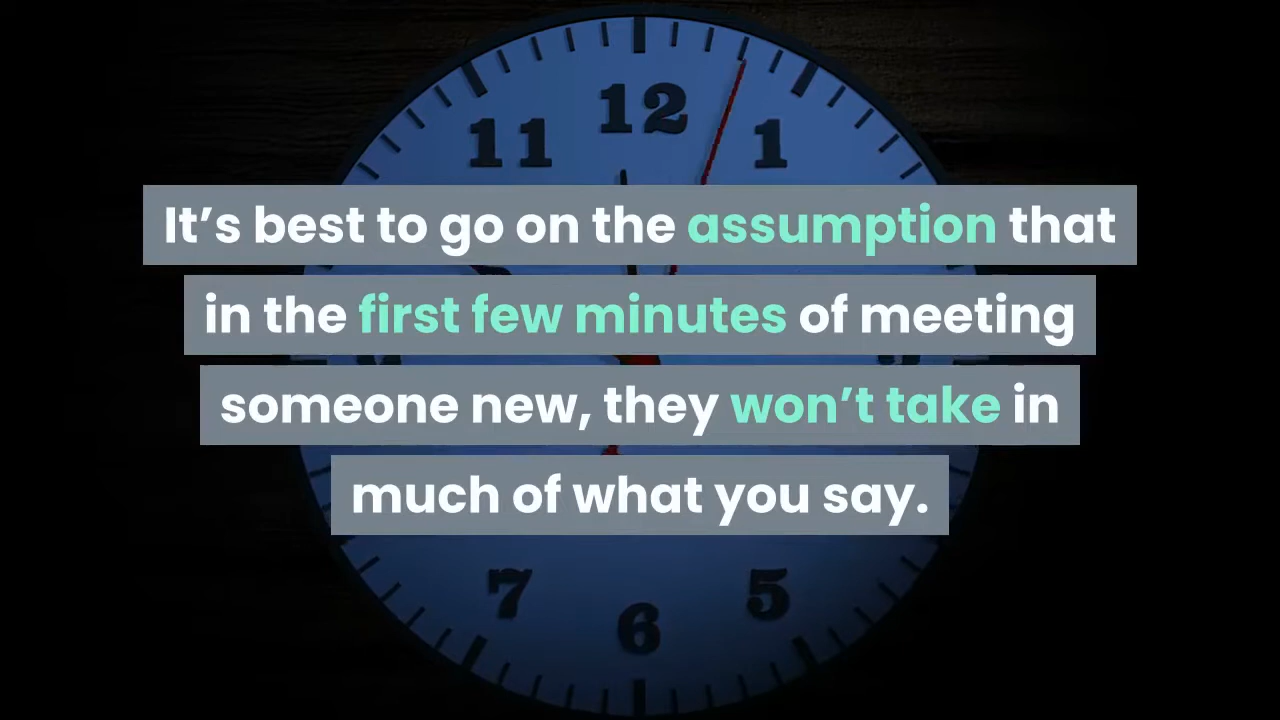 11 12 1
It’s best to go on the assumption that
in the first few minutes of meeting
someone new, they won’t take in
much of what you say.
7 6 5